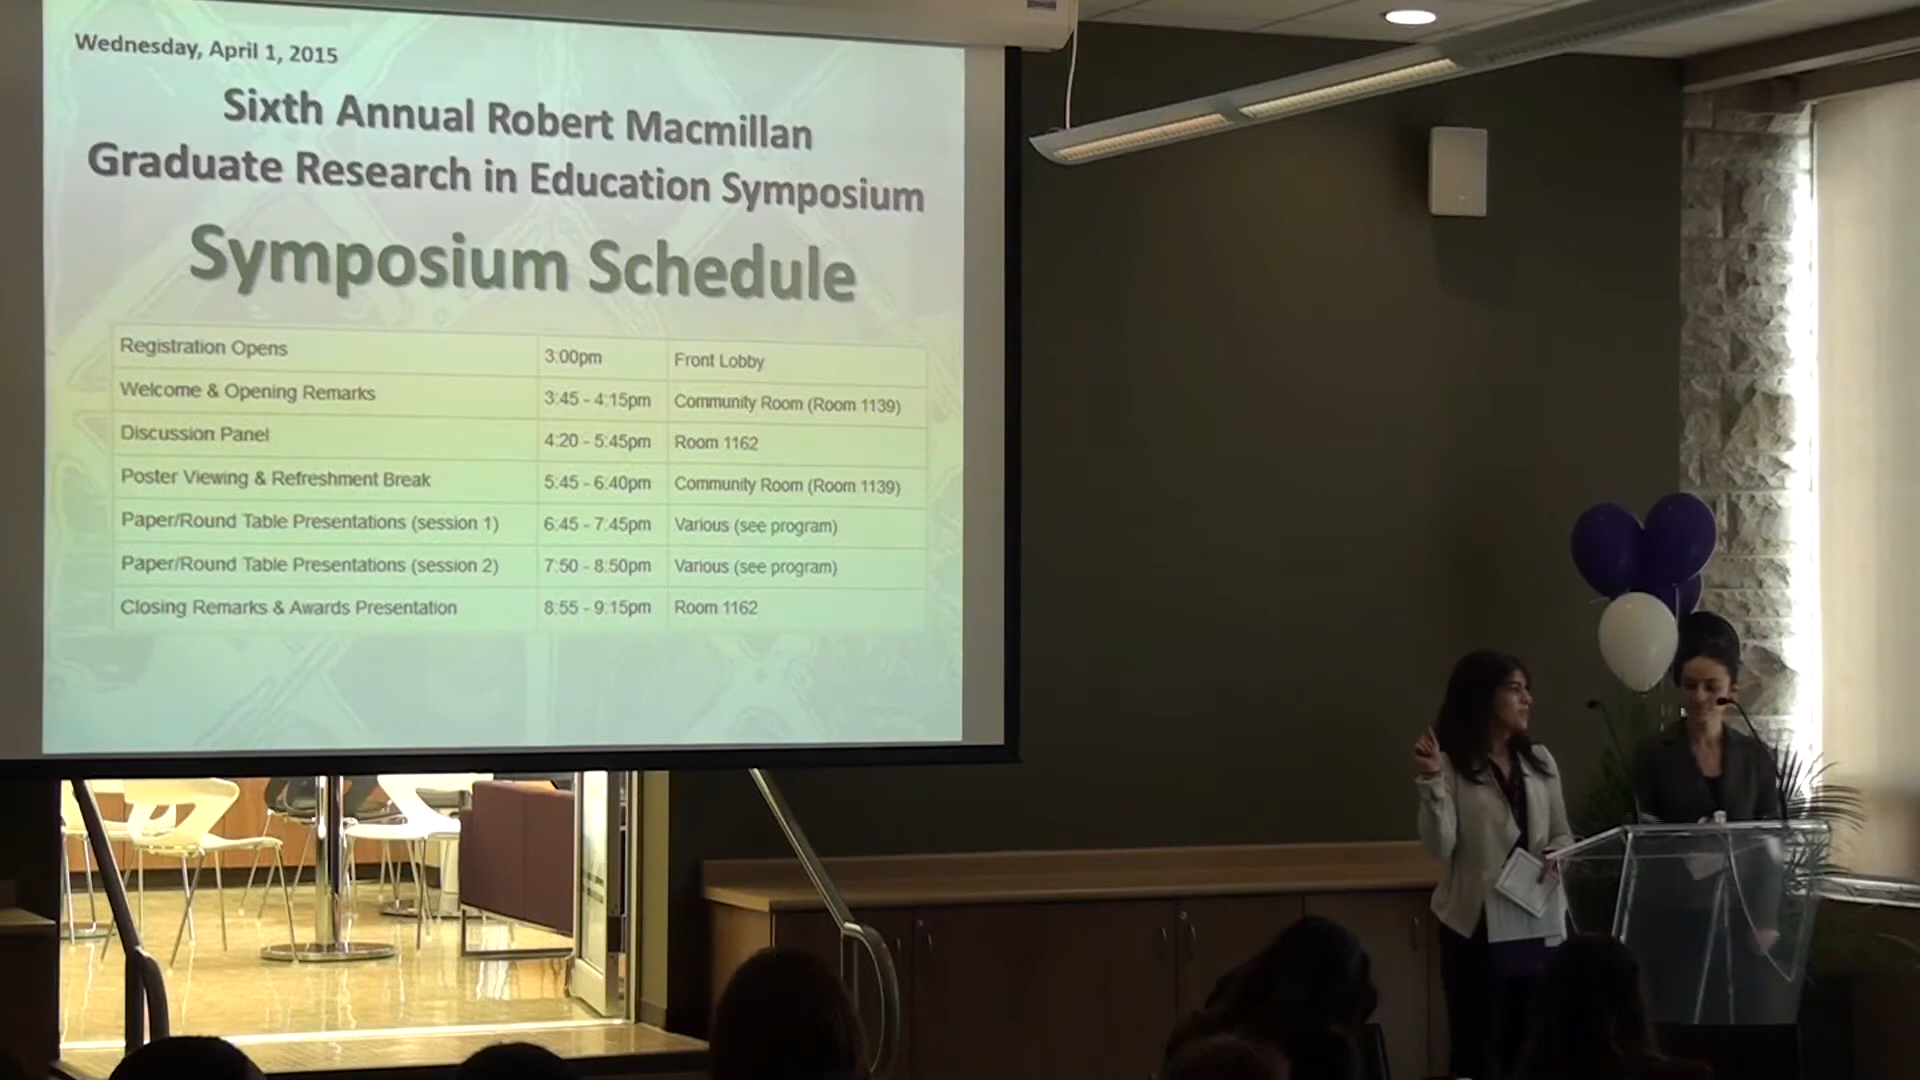 Wednesday, April 1, 2015
Sixth Annual Robert Macmillan
Graduate Research in Education Symposium
Symposium Schedule
Registration Opens 3:00pm Front Lobby
Welcome & Opening Remarks 3:45 - 4:15pm Community Room (Room 1139)
Discussion Panel 4:20 - 5:45pm Room 1162
Poster Viewing & Refreshment Break 5:45 - 6:40pm Community Room (Room 1139)
Paper/Round Table Presentations (session 1) 6:45 - 7:45pm Various (see program)
Paper/Round Table Presentations (session 2) 7:50 - 8:50pm Various (see program)
Closing Remarks & Awards Presentation 8:55 - 9:15pm Room 1162